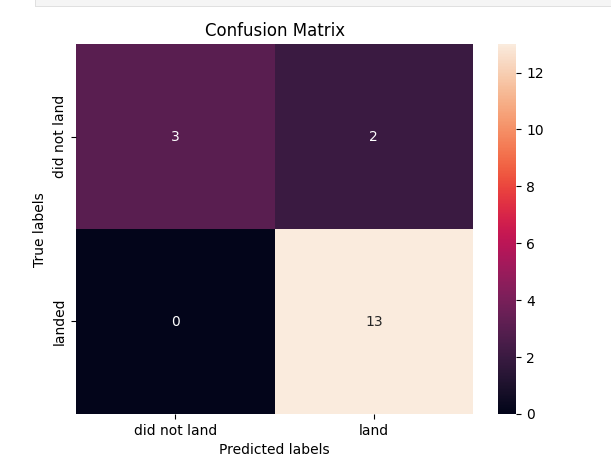 Confusion Matrix
True labels
did not land
landed
3
2
0
13
did not land
land
Predicted labels
12
10
8
6
4
2
0